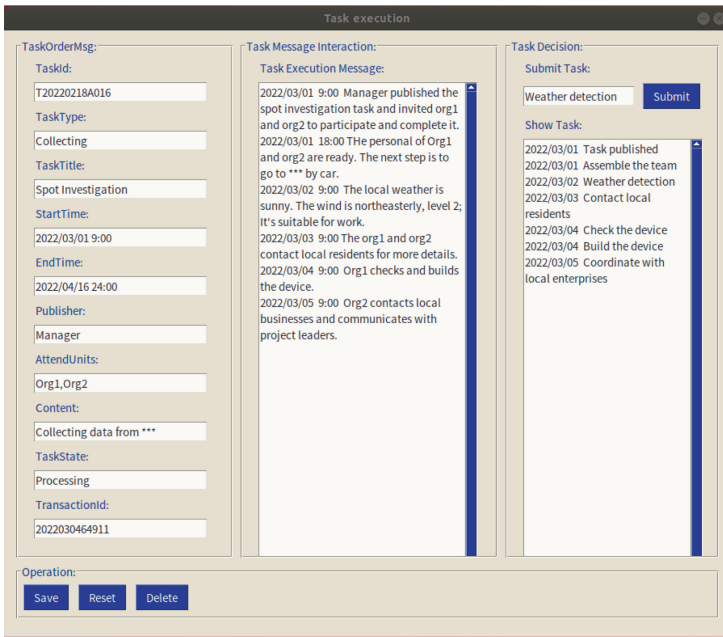 Task execution
TaskOrderMsg:
TaskId:
T20220218A016
TaskType:
Collecting
TaskTitle:
Spot Investigation
StartTime:
2022/03/01 9:00
EndTime:
2022/04/16 24:00
Publisher:
Manager
AttendUnits:
Org1,Org2
Content:
Collecting data from ***
TaskState:
Processing
TransactionId:
2022030464911
Task Message Interaction:
Task Execution Message:
2022/03/01 9:00 Manager published the
spot investigation task and invited org1
and org2 to participate and complete it.
2022/03/01 18:00 THe personal of Org1
and org2 are ready. The next step is to
go to *** by car.
2022/03/02 9:00 The local weather is
sunny. The wind is northeasterly, level 2;
It's suitable for work.
2022/03/03 9:00 The org1 and org2
contact local residents for more details.
2022/03/04 9:00 Org1 checks and builds
the device.
2022/03/05 9:00 Org2 contacts local
businesses and communicates with
project leaders.
Task Decision:
Submit Task:
Weather detection
Submit
Show Task:
2022/03/01 Task published
2022/03/01 Assemble the team
2022/03/02 Weather detection
2022/03/03 Contact local
residents
2022/03/04 Check the device
2022/03/04 Build the device
2022/03/05 Coordinate with
local enterprises
Operation:
Save
Reset
Delete